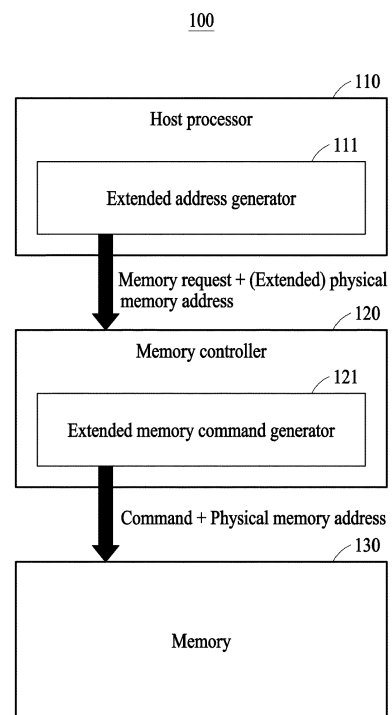 100
110
Host processor
111
Extended address generator
Memory request + (Extended) physical
memory address
120
Memory controller
121
Extended memory command generator
Command + Physical memory address
130
Memory